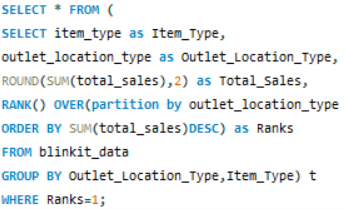 SELECT * FROM (
SELECT item_type as Item_Type,
outlet_location_type as Outlet_Location_Type,
ROUND(SUM(total_sales),2) as Total_Sales,
RANK() OVER(partition by outlet_location_type
ORDER BY SUM(total_sales)DESC) as Ranks
FROM blinkit_data
GROUP BY Outlet_Location_Type,Item_Type) t
WHERE Ranks=1;